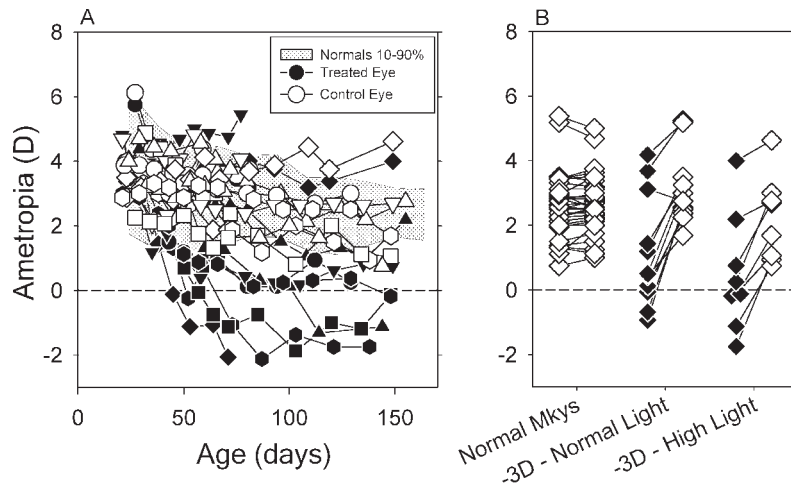 A
B
Normals 10-90%
Treated Eye
Control Eye
8
6
4
2
0
-2
Ametropia (D)
0
50
100
150
Age (days)
8
6
4
2
0
-2
Normal Mkys
-3D - Normal Light
-3D - High Light